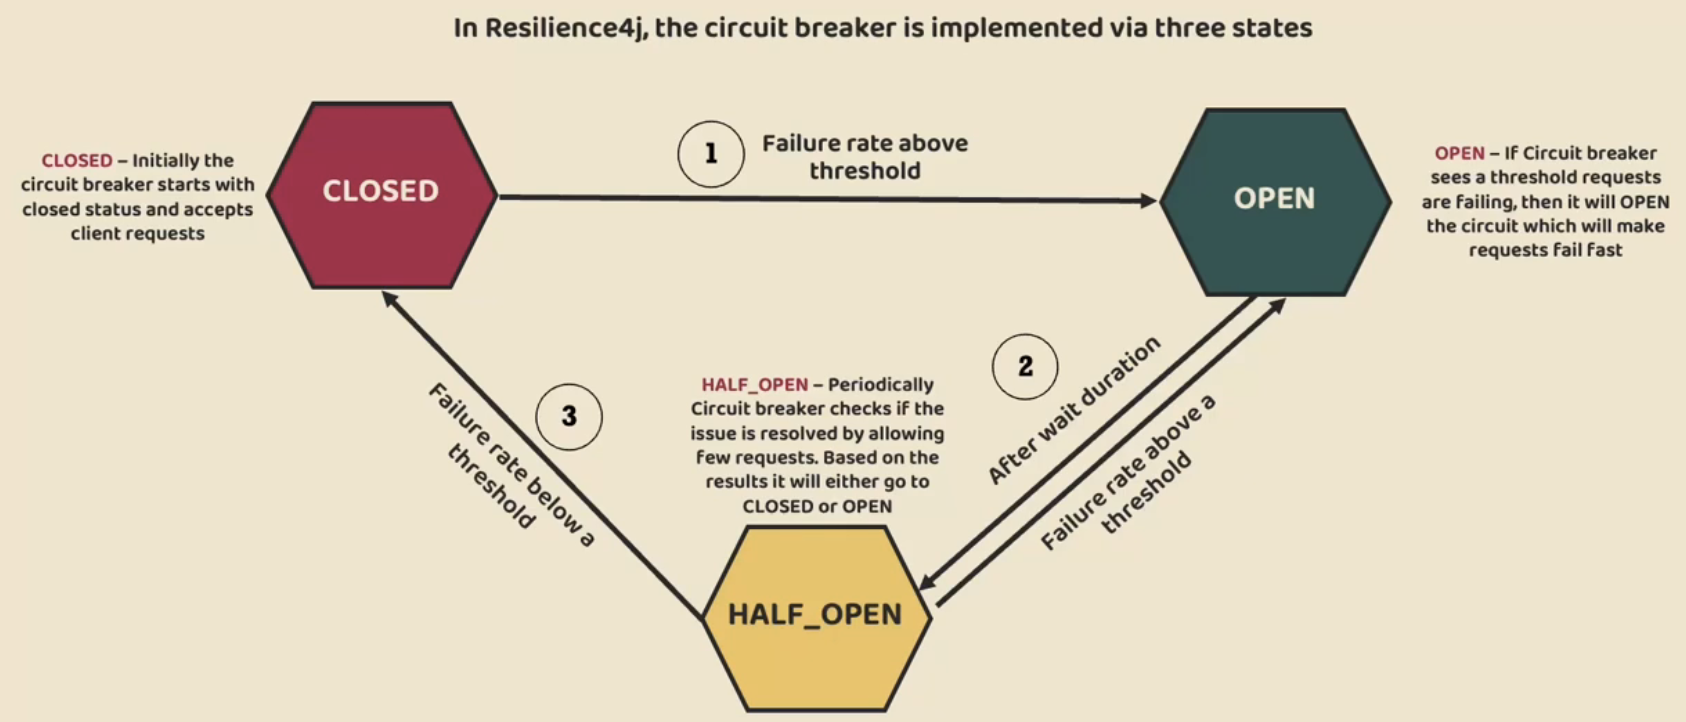 In Resilience4j, the circuit breaker is implemented via three states
CLOSED – Initially the
circuit breaker starts with
closed status and accepts
client requests
CLOSED
1
Failure rate above
threshold
OPEN
OPEN – If Circuit breaker
sees a threshold requests
are failing, then it will OPEN
the circuit which will make
requests fail fast
2
After wait duration
Failure rate above a
threshold
3
Failure rate below a
threshold
HALF_OPEN – Periodically
Circuit breaker checks if the
issue is resolved by allowing
few requests. Based on the
results it will either go to
CLOSED or OPEN
HALF_OPEN